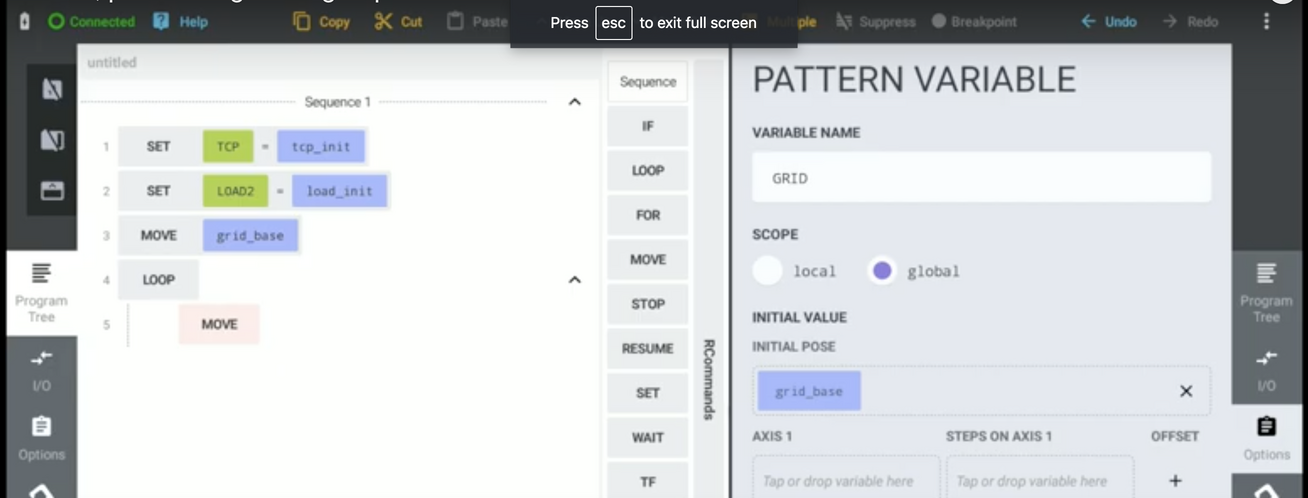 Connected Help Copy Cut Paste Suppress Breakpoint Undo Redo
Press esc to exit full screen
untitled
Sequence 1
1 SET TCP = tcp_init
2 SET LOAD2 = load_init
3 MOVE grid_base
4 LOOP
5 MOVE
Program
Tree
I/O
Options
Sequence
IF
LOOP
FOR
MOVE
STOP
RESUME
SET
WAIT
TF
RCommands
PATTERN VARIABLE
VARIABLE NAME
GRID
SCOPE
local global
INITIAL VALUE
INITIAL POSE
grid_base
AXIS 1 STEPS ON AXIS 1 OFFSET
Tap or drop variable here Tap or drop variable here +
Program
Tree
I/O
Options